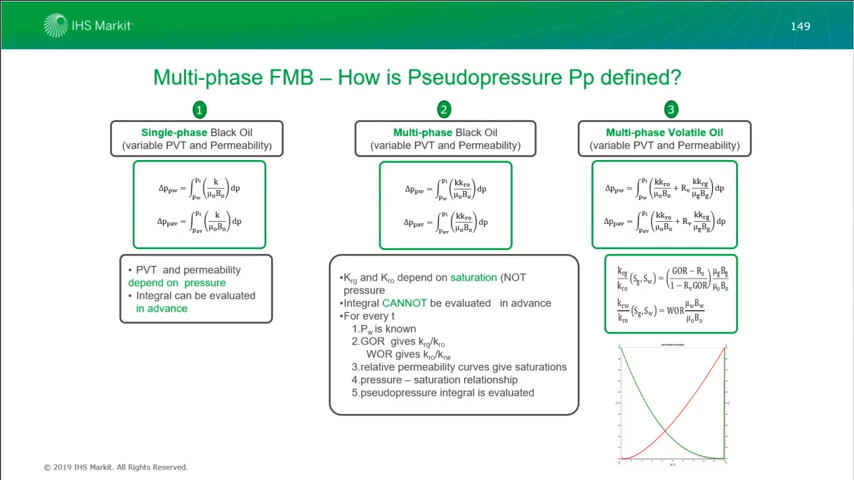 IHS Markit
149
Multi-phase FMB – How is Pseudopressure Pp defined?
1
Single-phase Black Oil
(variable PVT and Permeability)
Δp_pw = ∫_pw^pi (k / μoBo) dp
Δp_pav = ∫_pav^pi (k / μoBo) dp
• PVT and permeability
depend on pressure
• Integral can be evaluated
in advance
2
Multi-phase Black Oil
(variable PVT and Permeability)
Δp_pw = ∫_pw^pi (kkro / μoBo) dp
Δp_pav = ∫_pav^pi (kkro / μoBo) dp
•Krg and Kro depend on saturation (NOT
pressure
•Integral CANNOT be evaluated in advance
•For every t
1.Pw is known
2.GOR gives krg/kro
WOR gives kro/krw
3.relative permeability curves give saturations
4.pressure – saturation relationship
5.pseudopressure integral is evaluated
3
Multi-phase Volatile Oil
(variable PVT and Permeability)
Δp_pw = ∫_pw^pi (kkro / μoBo + Rv kkrg / μgBg) dp
Δp_pav = ∫_pav^pi (kkro / μoBo + Rv kkrg / μgBg) dp
krg / kro (Sg, Sw) = (GOR − Rs / 1 − RvGOR) μgBg / μoBo
krw / kro (Sg, Sw) = WOR μwBw / μoBo
© 2019 IHS Markit. All Rights Reserved.